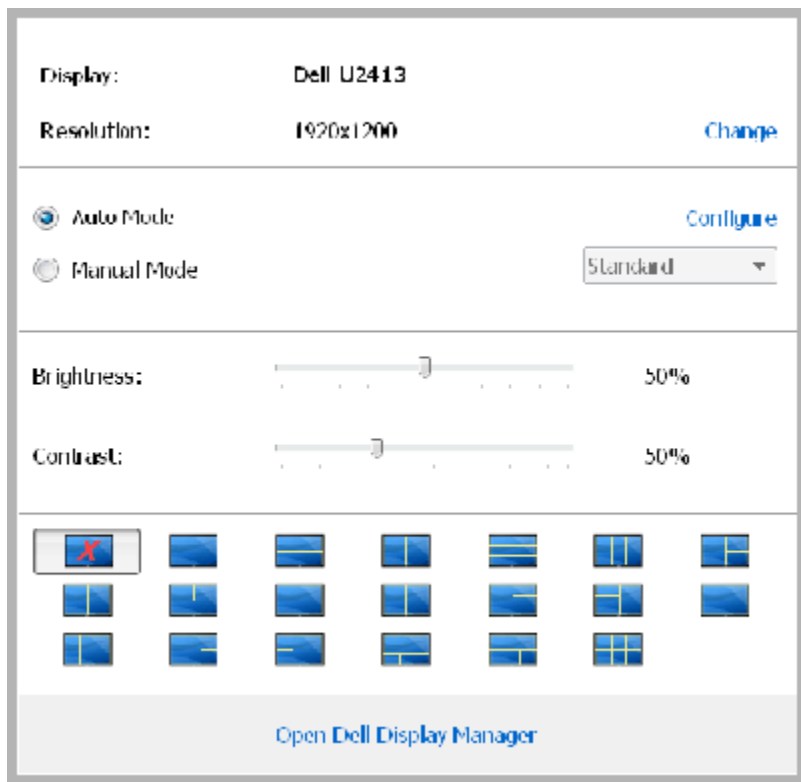 Display: Dell U2413
Resolution: 1920x1200 Change
Auto Mode Configure
Manual Mode Standard
Brightness: 50%
Contrast: 50%
X
Open Dell Display Manager